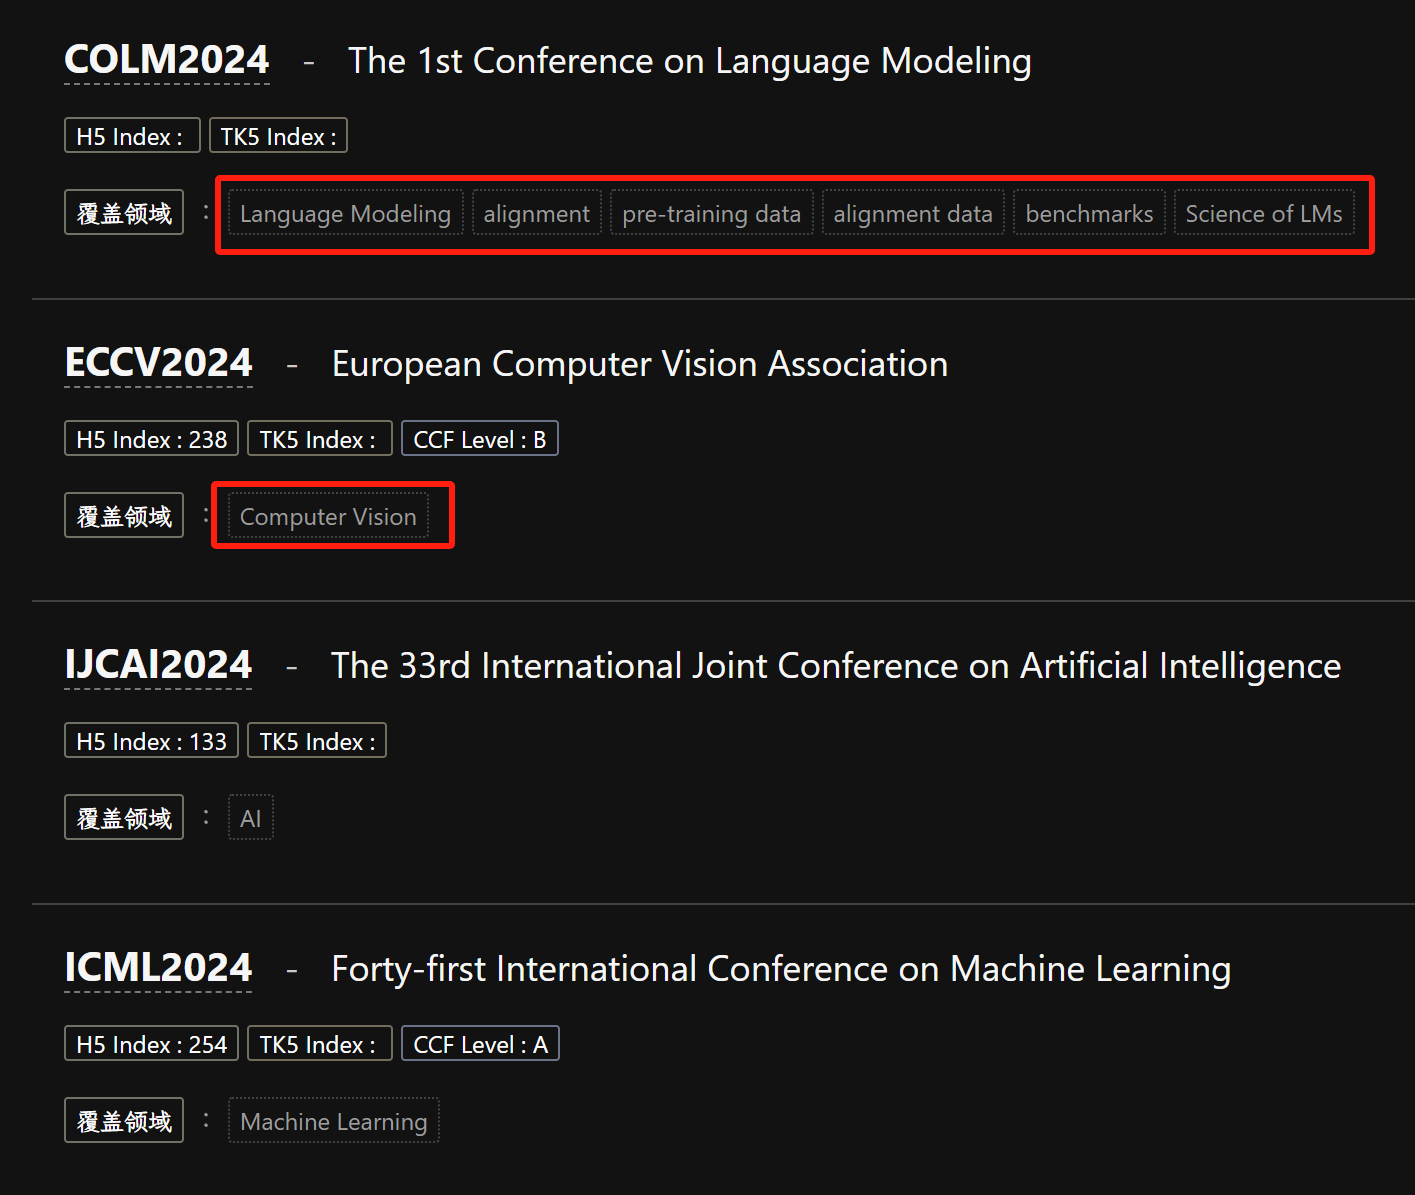 COLM2024 - The 1st Conference on Language Modeling
H5 Index : TK5 Index :
覆盖领域 : Language Modeling alignment pre-training data alignment data benchmarks Science of LMs
ECCV2024 - European Computer Vision Association
H5 Index : 238 TK5 Index : CCF Level : B
覆盖领域 : Computer Vision
IJCAI2024 - The 33rd International Joint Conference on Artificial Intelligence
H5 Index : 133 TK5 Index :
覆盖领域 : AI
ICML2024 - Forty-first International Conference on Machine Learning
H5 Index : 254 TK5 Index : CCF Level : A
覆盖领域 : Machine Learning